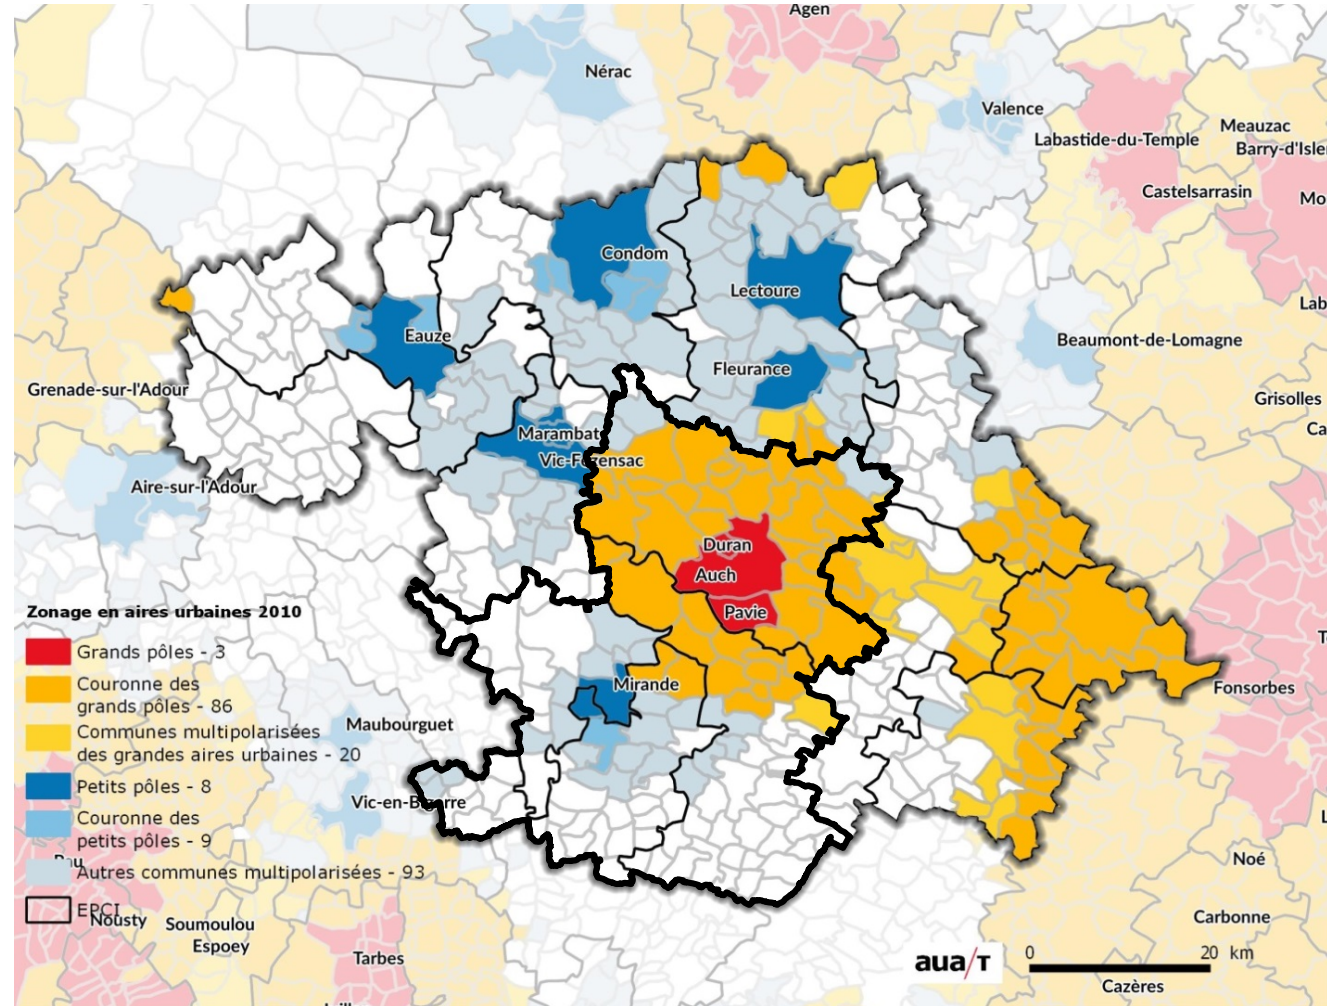 Agen
Nérac
Valence
Labastide-du-Temple
Meauzac
Barry-d'Isle
Castelsarrasin
Mo
Condom
Lectoure
Lab
Eauze
Beaumont-de-Lomagne
Fleurance
Grenade-sur-l'Adour
Grisolles
Marambat
Ca
Vic-Fezensac
Aire-sur-l'Adour
Duran
Auch
Pavie
Mirande
Fonsorbes
Maubourguet
Vic-en-Bigorre
Zonage en aires urbaines 2010
Grands pôles - 3
Couronne des
grands pôles - 86
Communes multipolarisées
des grandes aires urbaines - 20
Petits pôles - 8
Couronne des
petits pôles - 9
Autres communes multipolarisées - 93
EPCI
Pau
Nousty
Soumoulou
Espoey
Tarbes
Noé
Carbonne
Cazères
aua/T
0 20 km